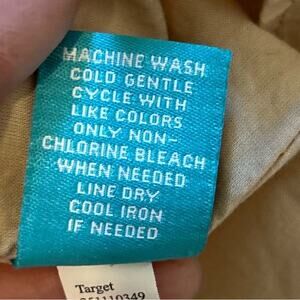 MACHINE WASH
COLD GENTLE
CYCLE WITH
LIKE COLORS
ONLY NON-
CHLORINE BLEACH
WHEN NEEDED
LINE DRY
COOL IRON
IF NEEDED
Target